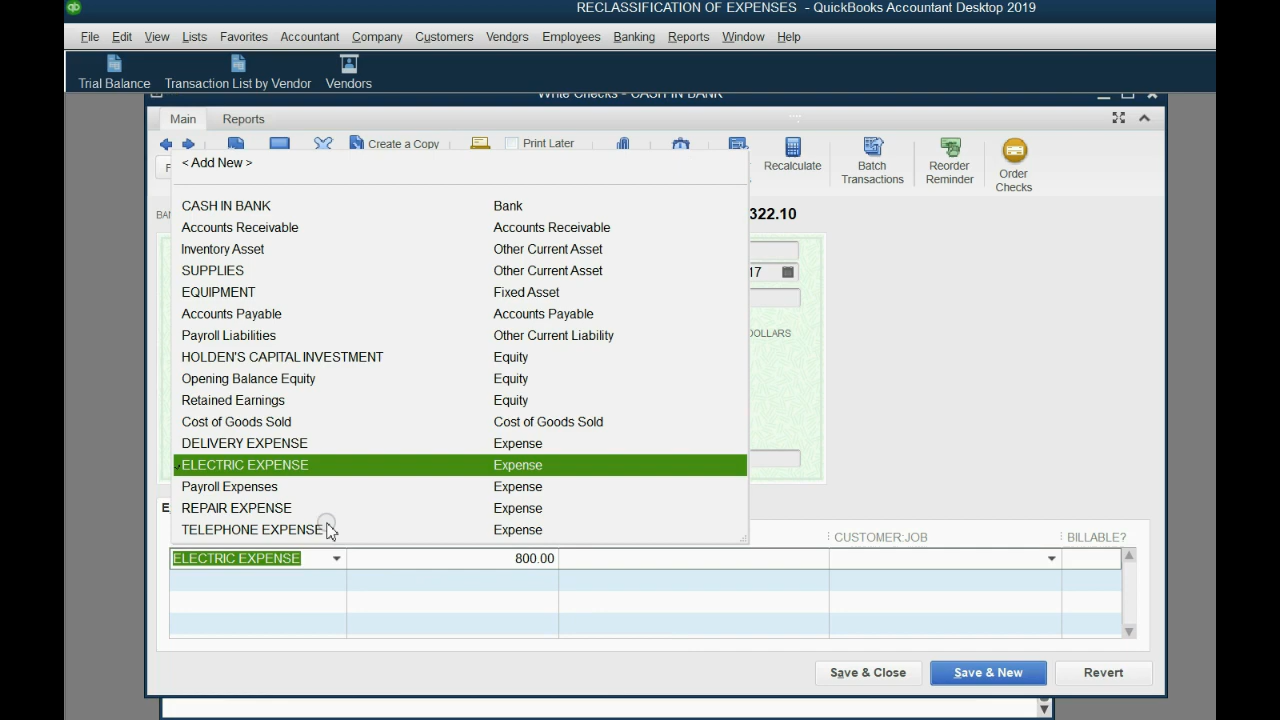 qb RECLASSIFICATION OF EXPENSES - QuickBooks Accountant Desktop 2019
File Edit View Lists Favorites Accountant Company Customers Vendors Employees Banking Reports Window Help
Trial Balance Transaction List by Vendor Vendors
Write Checks - CASH IN BANK
Main Reports
Create a Copy Print Later
Recalculate Batch Transactions Reorder Reminder Order Checks
F
< Add New >
BAN 322.10
CASH IN BANK Bank
Accounts Receivable Accounts Receivable
Inventory Asset Other Current Asset
SUPPLIES Other Current Asset
17
EQUIPMENT Fixed Asset
Accounts Payable Accounts Payable
Payroll Liabilities Other Current Liability
DOLLARS
HOLDEN'S CAPITAL INVESTMENT Equity
Opening Balance Equity Equity
Retained Earnings Equity
Cost of Goods Sold Cost of Goods Sold
DELIVERY EXPENSE Expense
ELECTRIC EXPENSE Expense
Payroll Expenses Expense
REPAIR EXPENSE Expense
E
TELEPHONE EXPENSE Expense
CUSTOMER:JOB BILLABLE?
ELECTRIC EXPENSE 800.00
Save & Close Save & New Revert